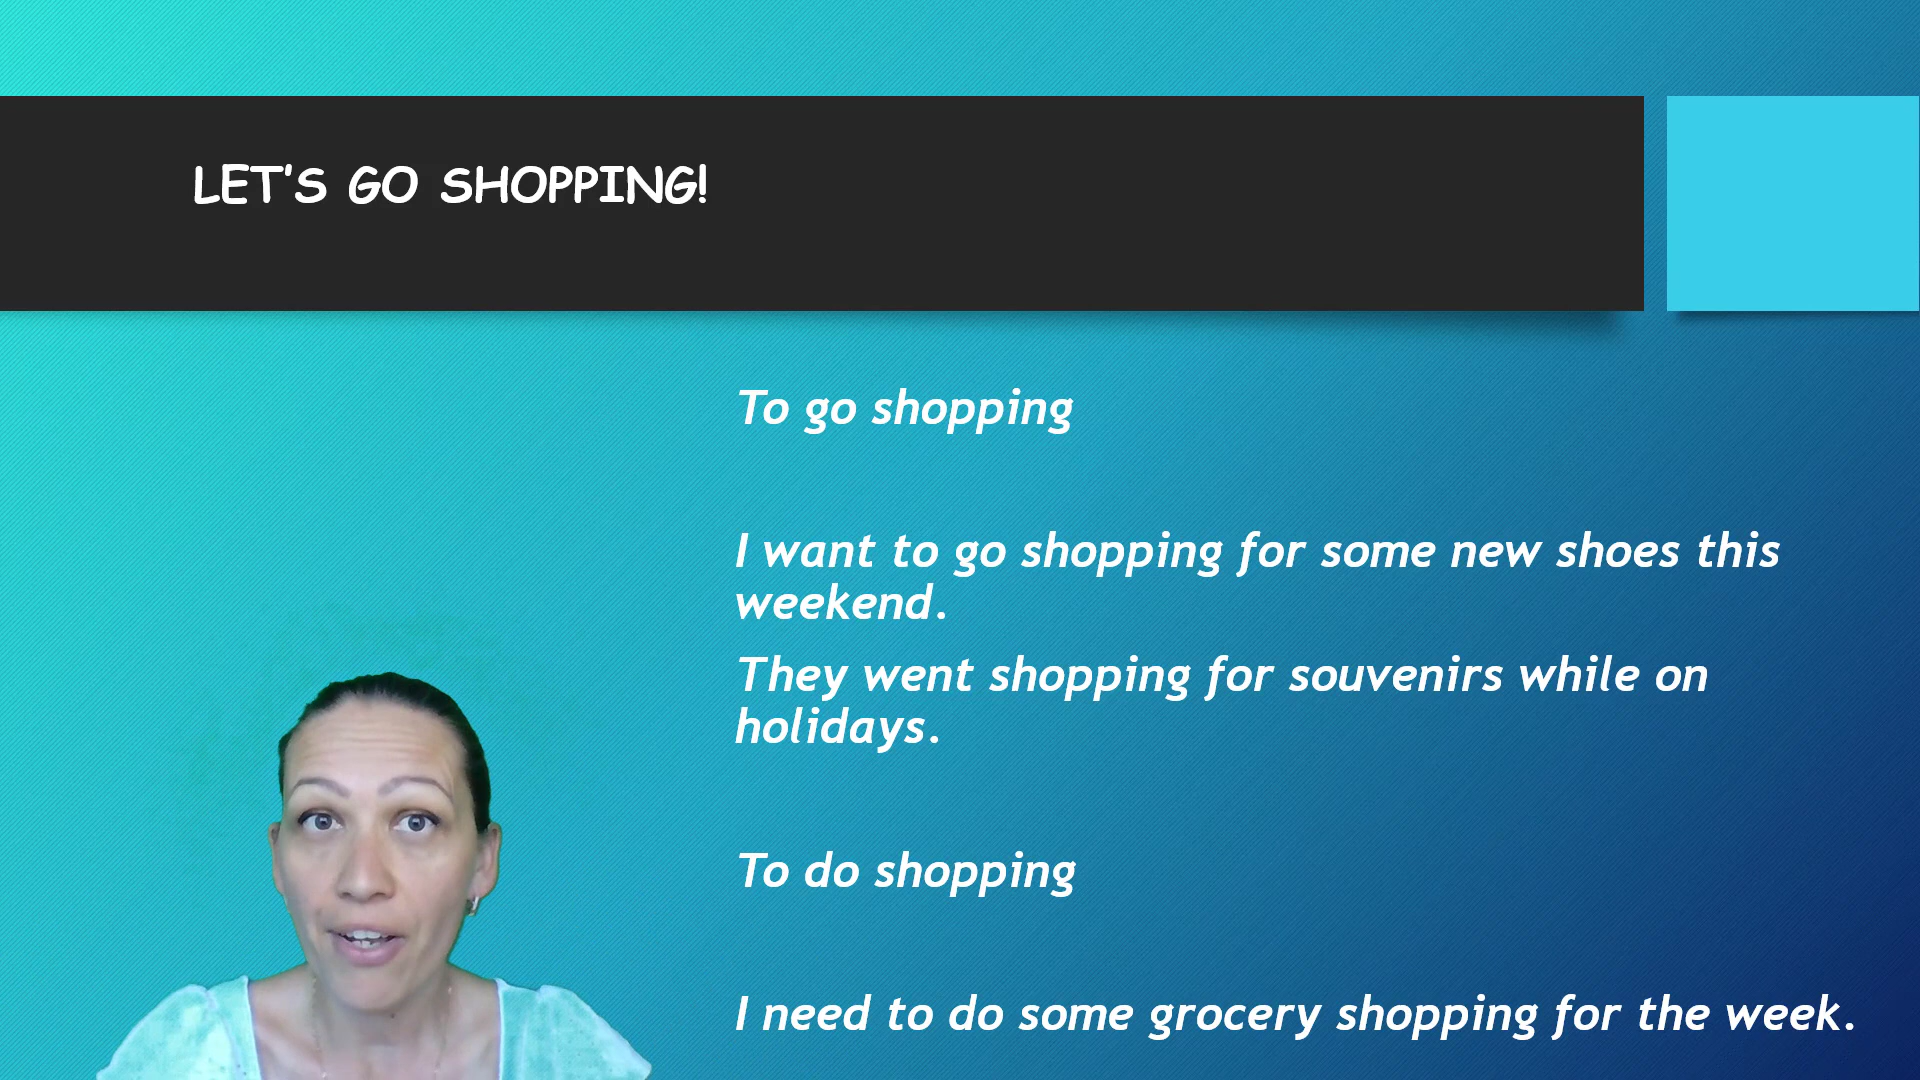 LET'S GO SHOPPING!
To go shopping
I want to go shopping for some new shoes this
weekend.
They went shopping for souvenirs while on
holidays.
To do shopping
I need to do some grocery shopping for the week.